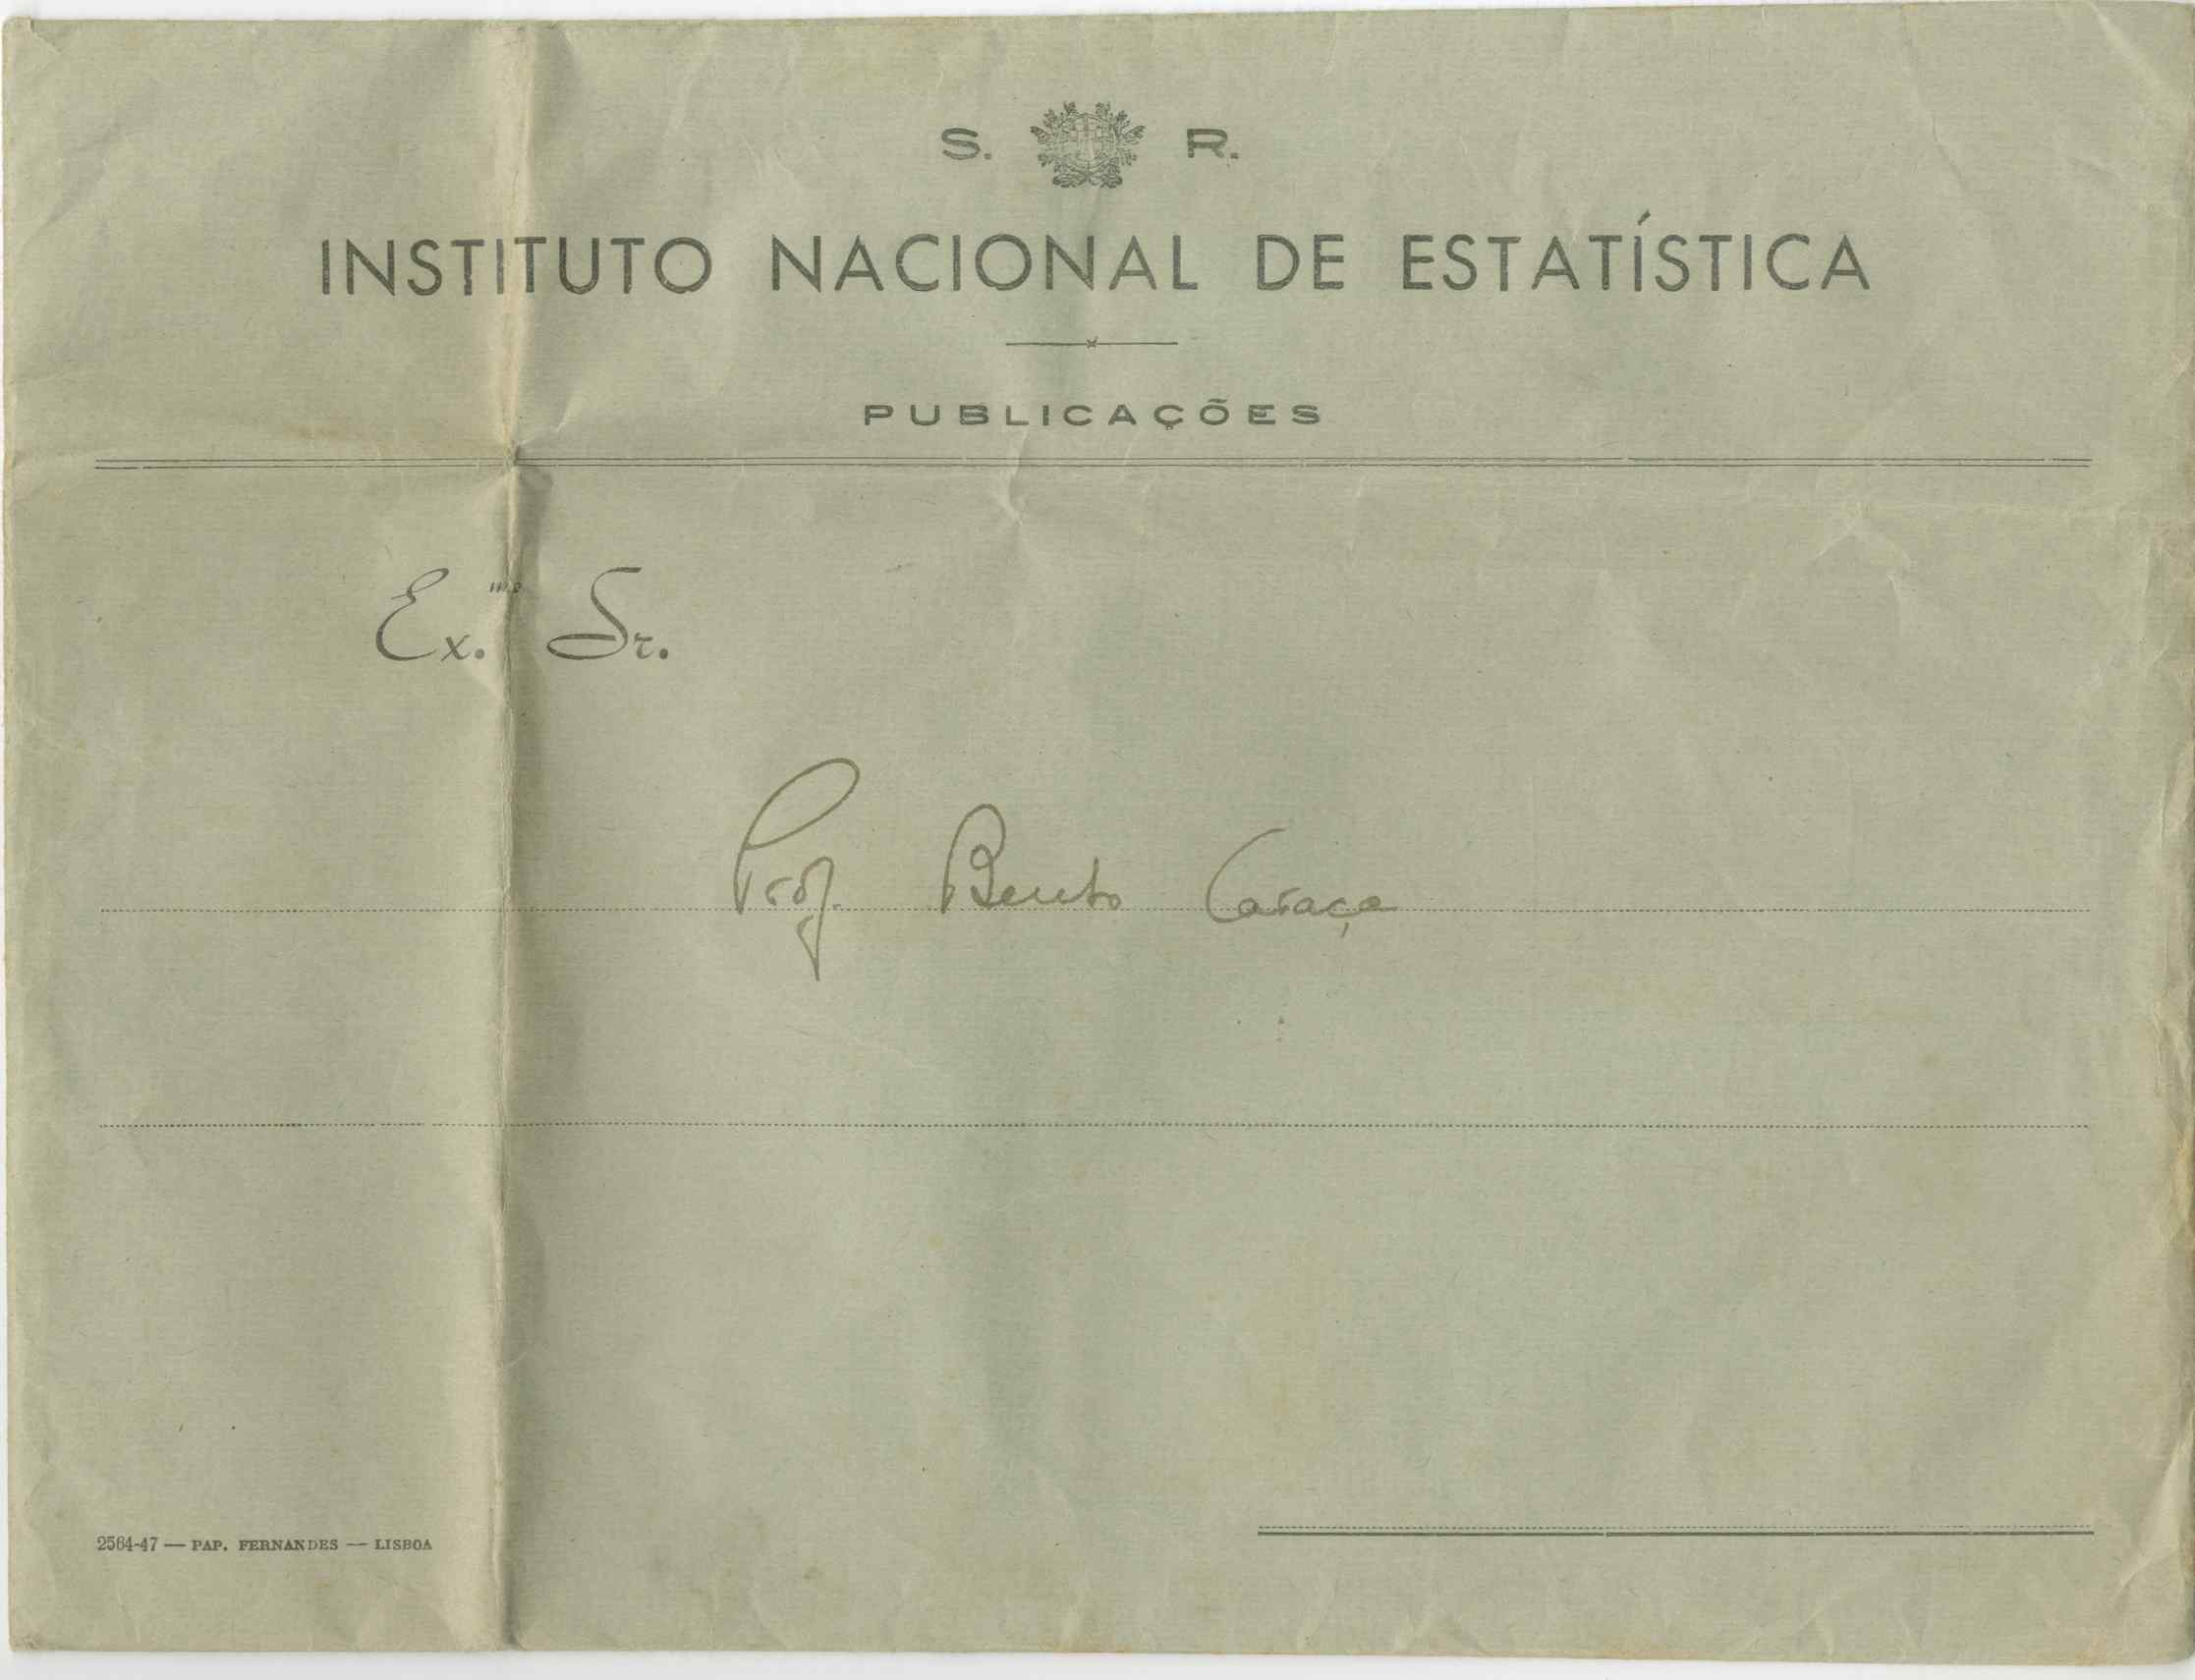 S. R.
INSTITUTO NACIONAL DE ESTATÍSTICA
PUBLICAÇÕES
Ex.mo Sr.
Prof. Bento Caraça
2564-47 — PAP. FERNANDES — LISBOA